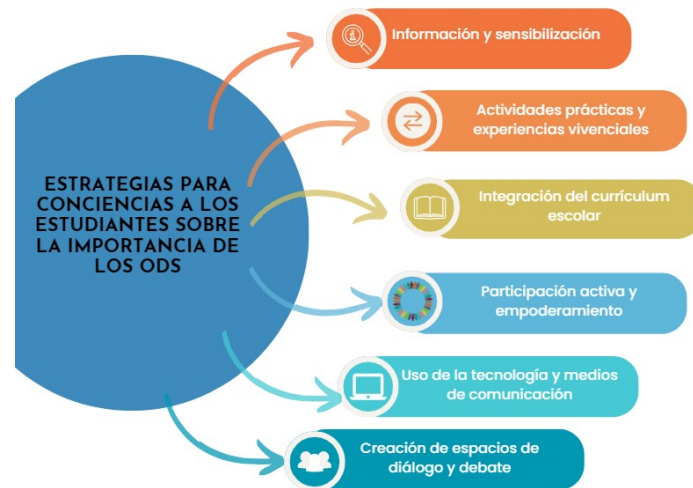 ESTRATEGIAS PARA
CONCIENCIAS A LOS
ESTUDIANTES SOBRE
LA IMPORTANCIA DE
LOS ODS
Información y sensibilización
Actividades prácticas y
experiencias vivenciales
Integración del currículum
escolar
Participación activa y
empoderamiento
Uso de la tecnología y medios
de comunicación
Creación de espacios de
diálogo y debate